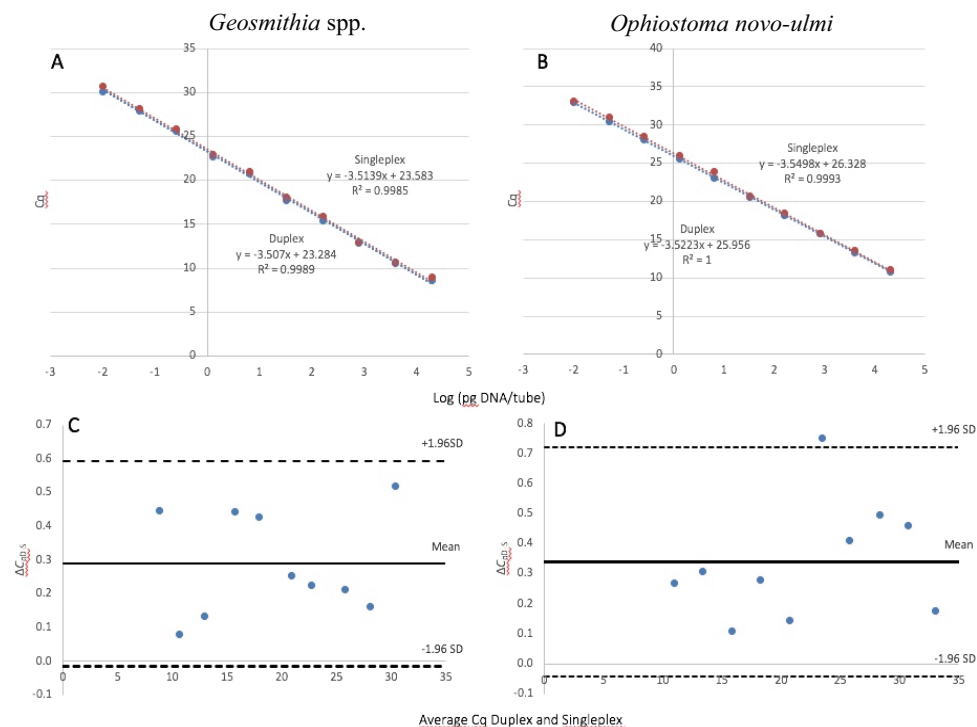 Geosmithia spp.
Ophiostoma novo-ulmi
A
35
30
25
20
15
10
5
0
-3 -2 -1 0 1 2 3 4 5
Cq
Singleplex
y = -3.5139x + 23.583
R² = 0.9985
Duplex
y = -3.507x + 23.284
R² = 0.9989
B
40
35
30
25
20
15
10
5
0
-3 -2 -1 0 1 2 3 4 5
Cq
Singleplex
y = -3.5498x + 26.328
R² = 0.9993
Duplex
y = -3.5223x + 25.956
R² = 1
Log (pg DNA/tube)
C
0.7
0.6
0.5
0.4
0.3
0.2
0.1
0.0
-0.1
0 5 10 15 20 25 30 35
ΔCqD_S
+1.96SD
Mean
-1.96 SD
D
0.8
0.7
0.6
0.5
0.4
0.3
0.2
0.1
0.0
-0.1
0 5 10 15 20 25 30 35
ΔCqD_S
+1.96 SD
Mean
-1.96 SD
Average Cq Duplex and Singleplex